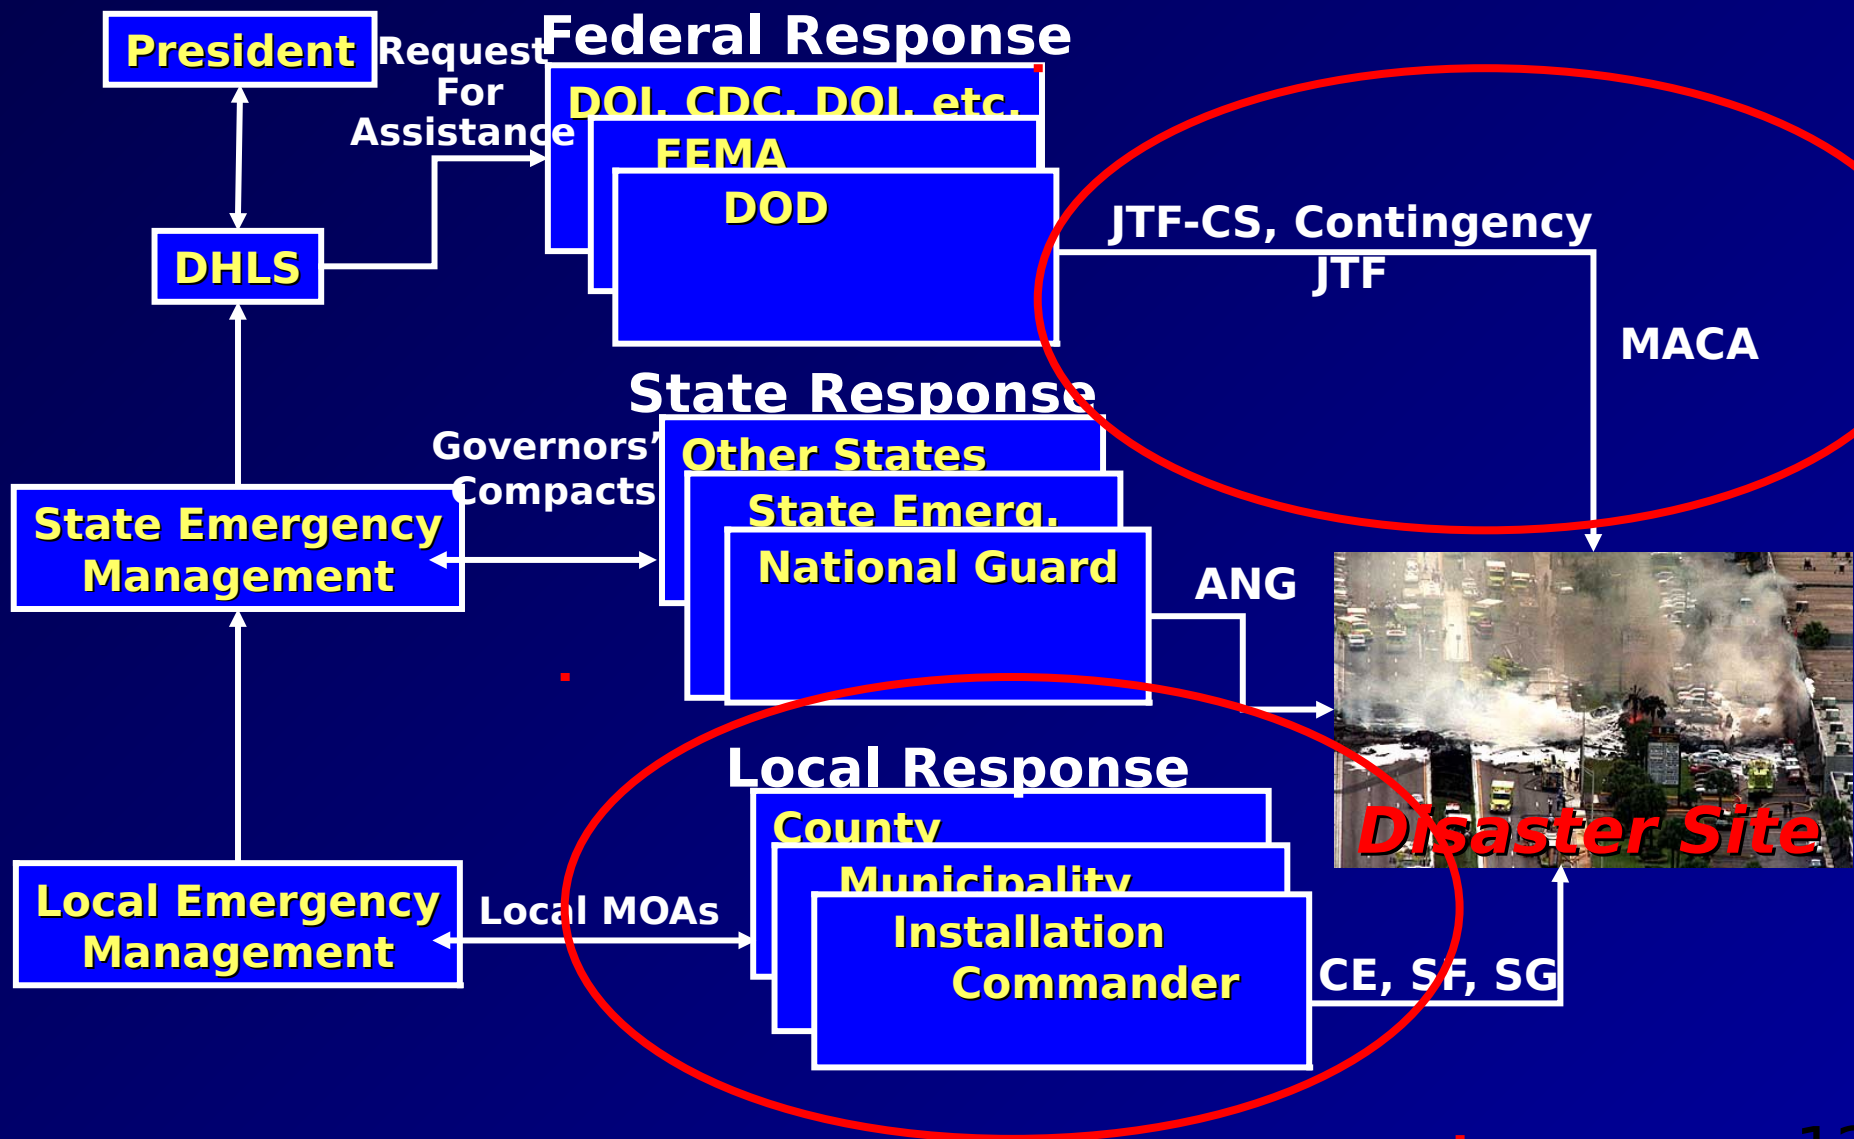 President
Request
For
Assistance
Federal Response
DOI, CDC, DOI, etc.
FEMA
DOD
DHLS
JTF-CS, Contingency
JTF
MACA
State Response
Governors’
Compacts
Other States
State Emerg.
National Guard
State Emergency
Management
ANG
Local Response
County
Municipality
Installation
Commander
Disaster Site
Local Emergency
Management
Local MOAs
CE, SF, SG